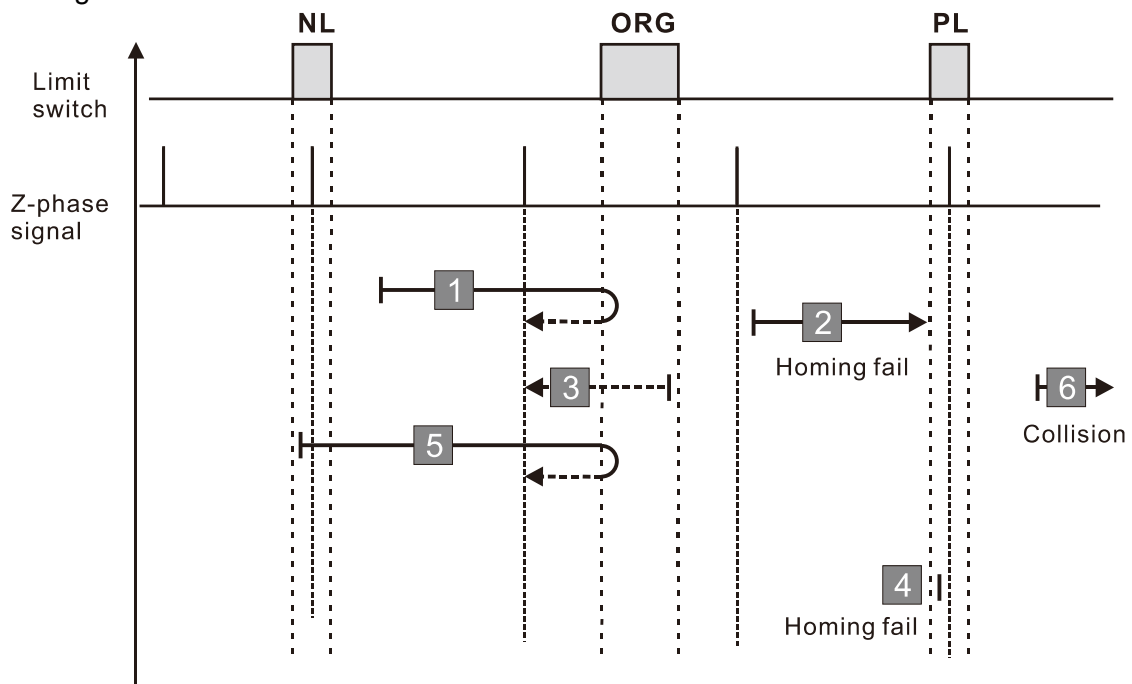 NL
ORG
PL
Limit
switch
Z-phase
signal
1
2
Homing fail
3
6
Collision
5
4
Homing fail